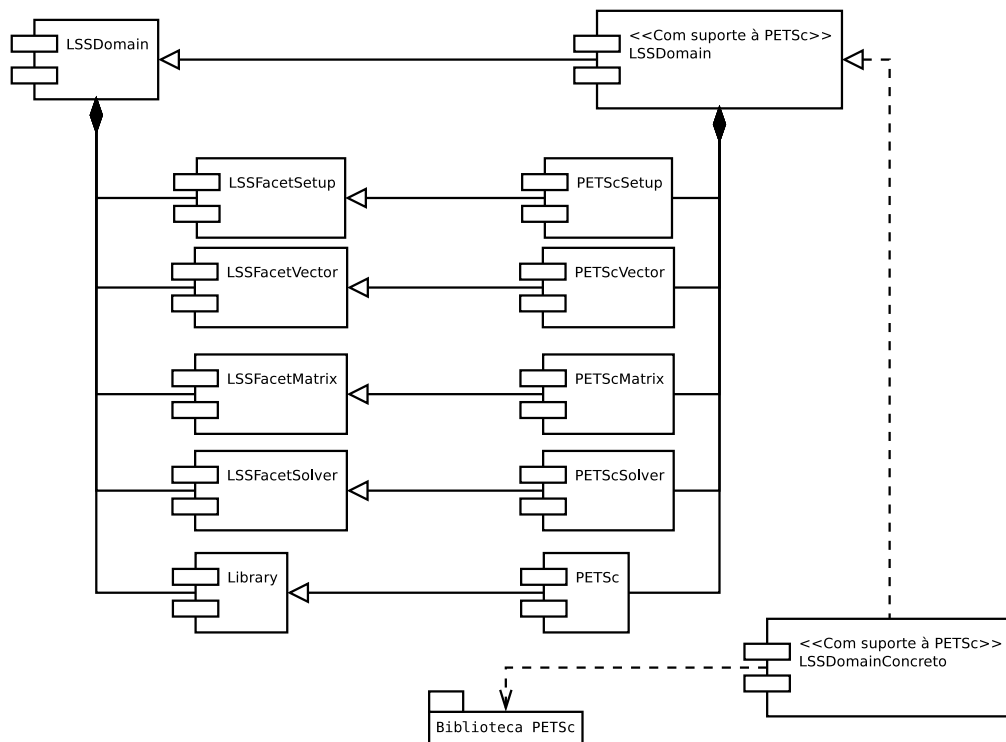 LSSDomain
<<Com suporte à PETSc>>
LSSDomain
LSSFacetSetup
PETScSetup
LSSFacetVector
PETScVector
LSSFacetMatrix
PETScMatrix
LSSFacetSolver
PETScSolver
Library
PETSc
<<Com suporte à PETSc>>
LSSDomainConcreto
Biblioteca PETSc